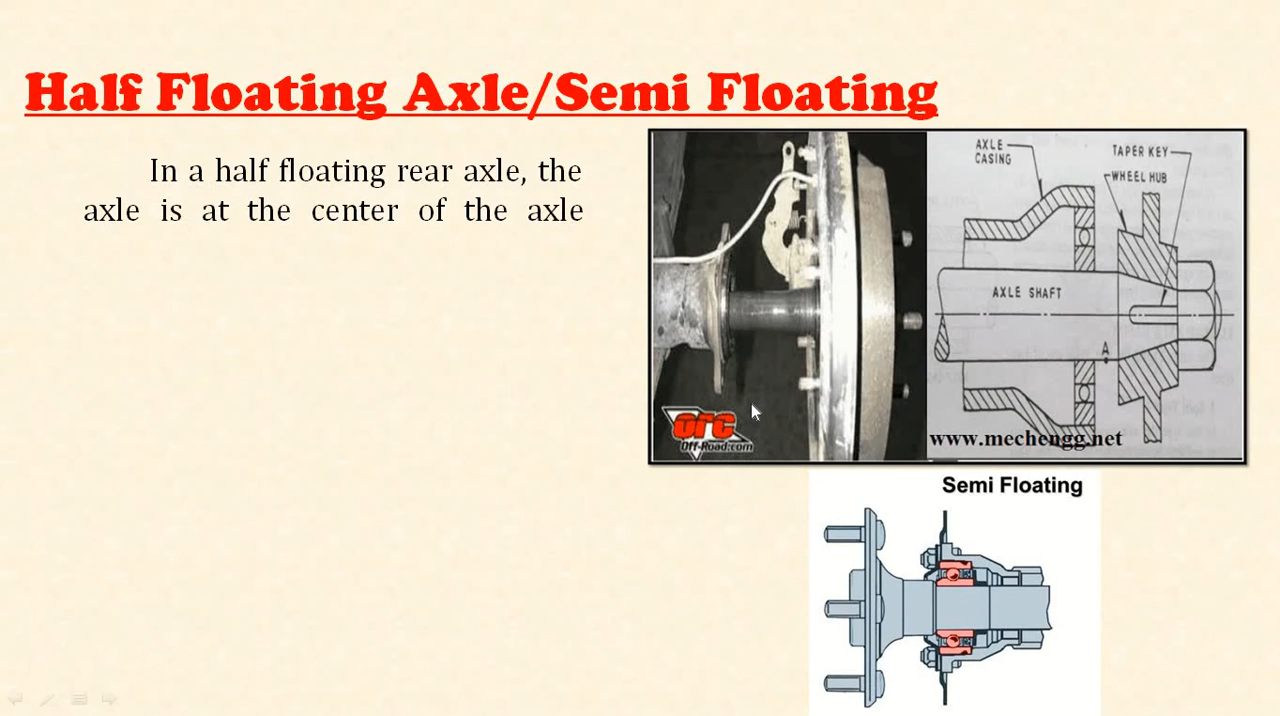 Half Floating Axle/Semi Floating
In a half floating rear axle, the
axle is at the center of the axle
AXLE
CASING
TAPER KEY
WHEEL HUB
AXLE SHAFT
A
orc
Off-Road.com
www.mechengg.net
Semi Floating